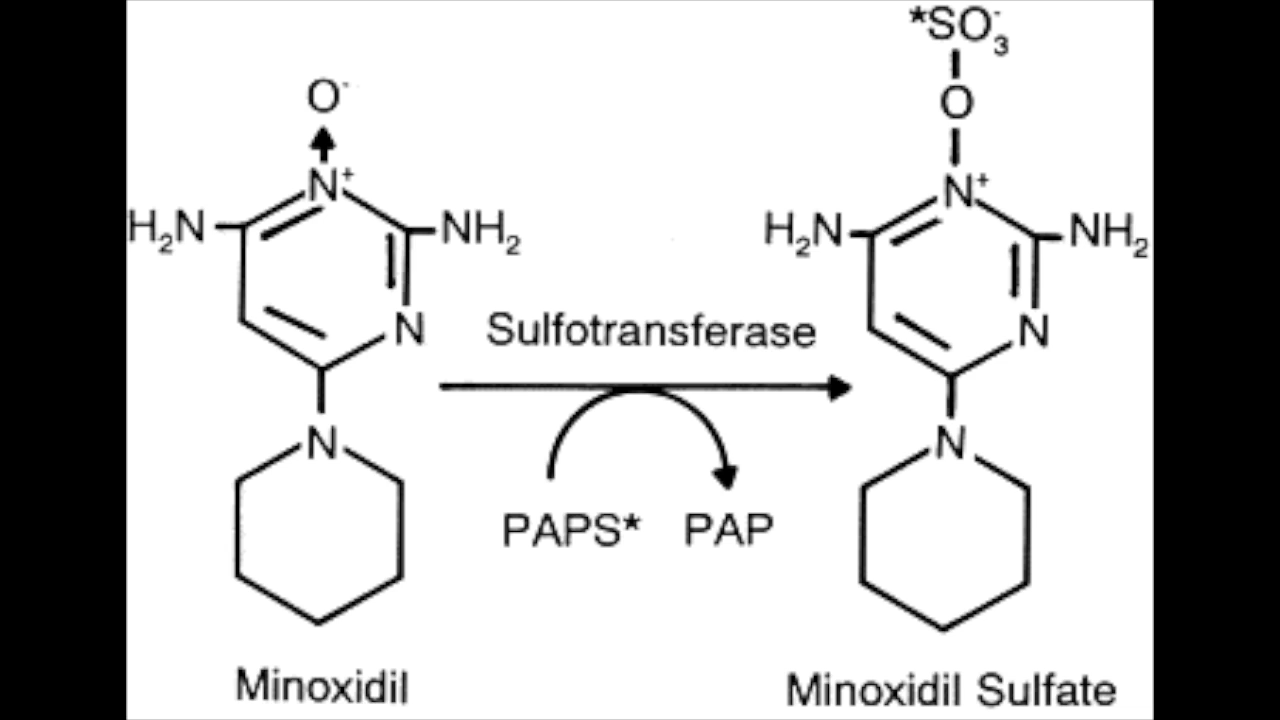 *SO₃⁻
O⁻
O
N⁺
N⁺
H₂N
NH₂
H₂N
NH₂
N
Sulfotransferase
N
N
N
PAPS* PAP
Minoxidil
Minoxidil Sulfate